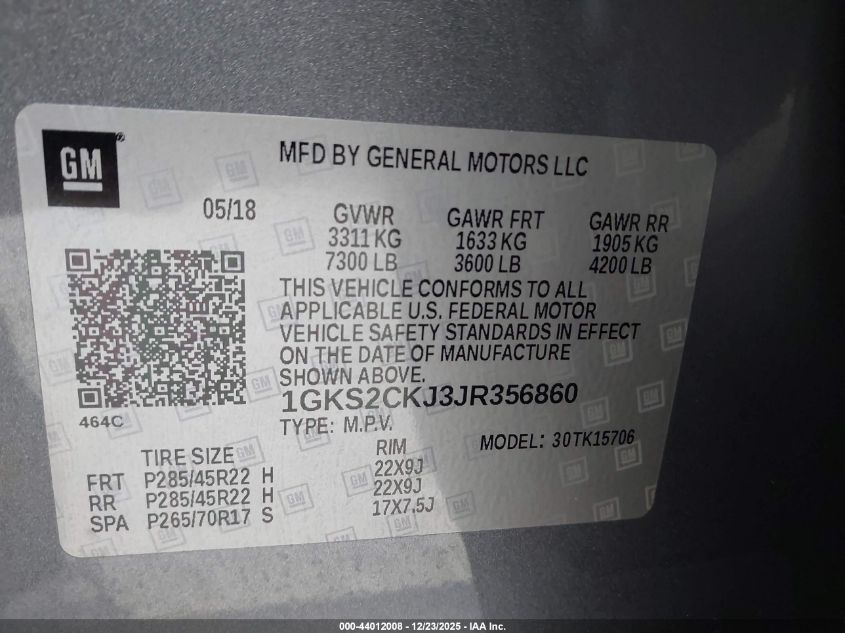 GM
MFD BY GENERAL MOTORS LLC
05/18
GVWR
3311 KG
7300 LB
GAWR FRT
1633 KG
3600 LB
GAWR RR
1905 KG
4200 LB
THIS VEHICLE CONFORMS TO ALL
APPLICABLE U.S. FEDERAL MOTOR
VEHICLE SAFETY STANDARDS IN EFFECT
ON THE DATE OF MANUFACTURE
SHOWN ABOVE.
1GKS2CKJ3JR356860
464C
TYPE: M.P.V.
MODEL: 30TK15706
TIRE SIZE RIM
FRT P285/45R22 H 22X9J
RR P285/45R22 H 22X9J
SPA P265/70R17 S 17X7.5J
000-44012008 - 12/23/2025 - IAA Inc.